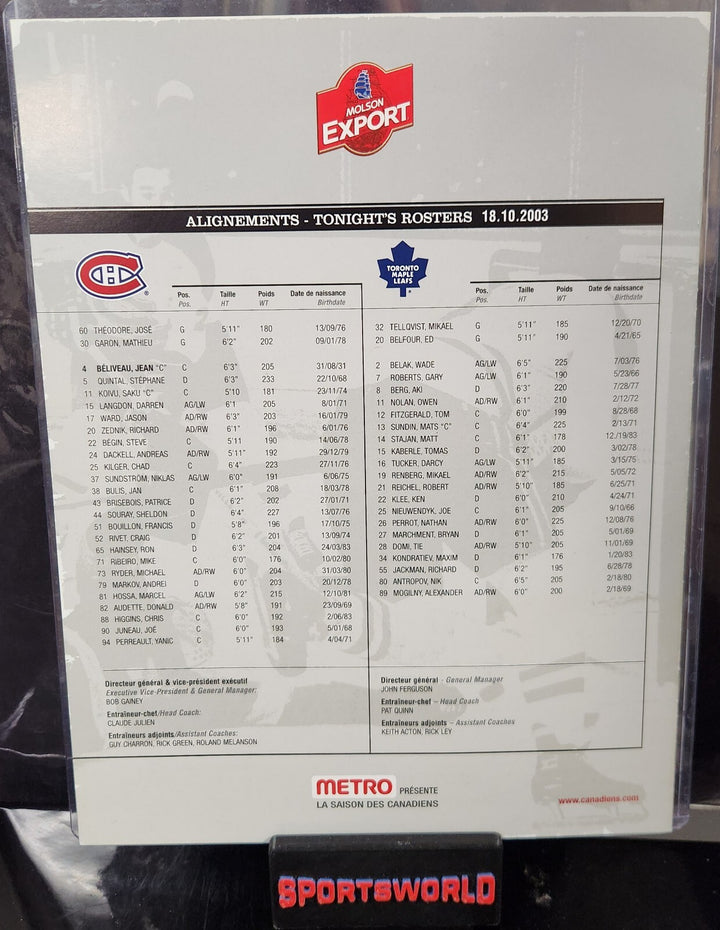 MOLSON
EXPORT
ALIGNEMENTS - TONIGHT'S ROSTERS 18.10.2003
Pos. Taille Poids Date de naissance
Pos. HT WT Birthdate
60 THÉODORE, JOSÉ G 5'11" 180 13/09/76
30 GARON, MATHIEU G 6'2" 202 09/01/78
4 BÉLIVEAU, JEAN "C" C 6'3" 205 31/08/31
5 QUINTAL, STÉPHANE D 6'3" 233 22/10/68
11 KOIVU, SAKU "C" C 5'10 181 23/11/74
15 LANGDON, DARREN AG/LW 6'1 205 8/01/71
17 WARD, JASON AD/RW 6'3" 203 16/01/79
20 ZEDNIK, RICHARD AD/RW 6'1" 196 6/01/76
22 BÉGIN, STEVE C 5'11 190 14/06/78
24 DACKELL, ANDREAS AD/RW 5'11" 192 29/12/79
25 KILGER, CHAD C 6'4" 223 27/11/76
37 SUNDSTRÖM, NIKLAS AG/LW 6'0" 191 6/06/75
38 BULIS, JAN C 6'1" 208 18/03/78
43 BRISEBOIS, PATRICE D 6'2" 202 27/01/71
44 SOURAY, SHELDON D 6'4" 227 13/07/76
51 BOUILLON, FRANCIS D 5'8" 196 17/10/75
52 RIVET, CRAIG D 6'2" 201 13/09/74
65 HAINSEY, RON D 6'3" 204 24/03/83
71 RIBEIRO, MIKE C 6'0" 176 10/02/80
73 RYDER, MICHAEL AD/RW 6'0" 204 31/03/80
79 MARKOV, ANDREI D 6'0" 203 20/12/78
81 HOSSA, MARCEL AG/LW 6'2" 215 12/10/81
82 AUDETTE, DONALD AD/RW 5'8" 191 23/09/69
88 HIGGINS, CHRIS C 6'0" 192 2/06/83
90 JUNEAU, JOÉ C 6'0" 193 5/01/68
94 PERREAULT, YANIC C 5'11" 184 4/04/71
Directeur général & vice-président exécutif
Executive Vice-President & General Manager:
BOB GAINEY
Entraîneur-chef/Head Coach:
CLAUDE JULIEN
Entraîneurs adjoints/Assistant Coaches:
GUY CHARRON, RICK GREEN, ROLAND MELANSON
TORONTO
MAPLE
LEAFS
Pos. Taille Poids Date de naissance
Pos. HT WT Birthdate
32 TELLQVIST, MIKAEL G 5'11" 185 12/20/70
20 BELFOUR, ED G 5'11" 190 4/21/65
2 BELAK, WADE AG/LW 6'5" 225 7/03/76
7 ROBERTS, GARY AG/LW 6'1" 190 5/23/66
8 BERG, AKI D 6'3" 220 7/28/77
11 NOLAN, OWEN AD/RW 6'1" 210 2/12/72
12 FITZGERALD, TOM C 6'0" 199 8/28/68
13 SUNDIN, MATS "C" C 6'4" 225 2/13/71
14 STAJAN, MATT C 6'1" 178 12./19/83
15 KABERLE, TOMAS D 6'2" 200 3/02/78
16 TUCKER, DARCY AG/LW 5'11" 185 3/15/75
19 RENBERG, MIKAEL AD/RW 6'2" 215 5/05/72
21 REICHEL, ROBERT AD/RW 5'10" 185 6/25/71
22 KLEE, KEN D 6'0" 210 4/24/71
25 NIEUWENDYK, JOE C 6'1" 205 9/10/66
26 PERROT, NATHAN AD/RW 6'0" 225 12/08/76
27 MARCHMENT, BRYAN D 6'1" 205 5/01/69
28 DOMI, TIE AD/RW 5'10" 205 11/01/69
34 KONDRATIEV, MAXIM D 6'1" 176 1/20/83
55 JACKMAN, RICHARD D 6'2" 195 6/28/78
80 ANTROPOV, NIK C 6'5" 205 2/18/80
89 MOGILNY, ALEXANDER AD/RW 6'0" 200 2/18/69
Directeur général - General Manager
JOHN FERGUSON
Entraîneur-chef – Head Coach
PAT QUINN
Entraîneurs adjoints – Assistant Coaches
KEITH ACTON, RICK LEY
METRO PRÉSENTE
LA SAISON DES CANADIENS
www.canadiens.com
SPORTSWORLD